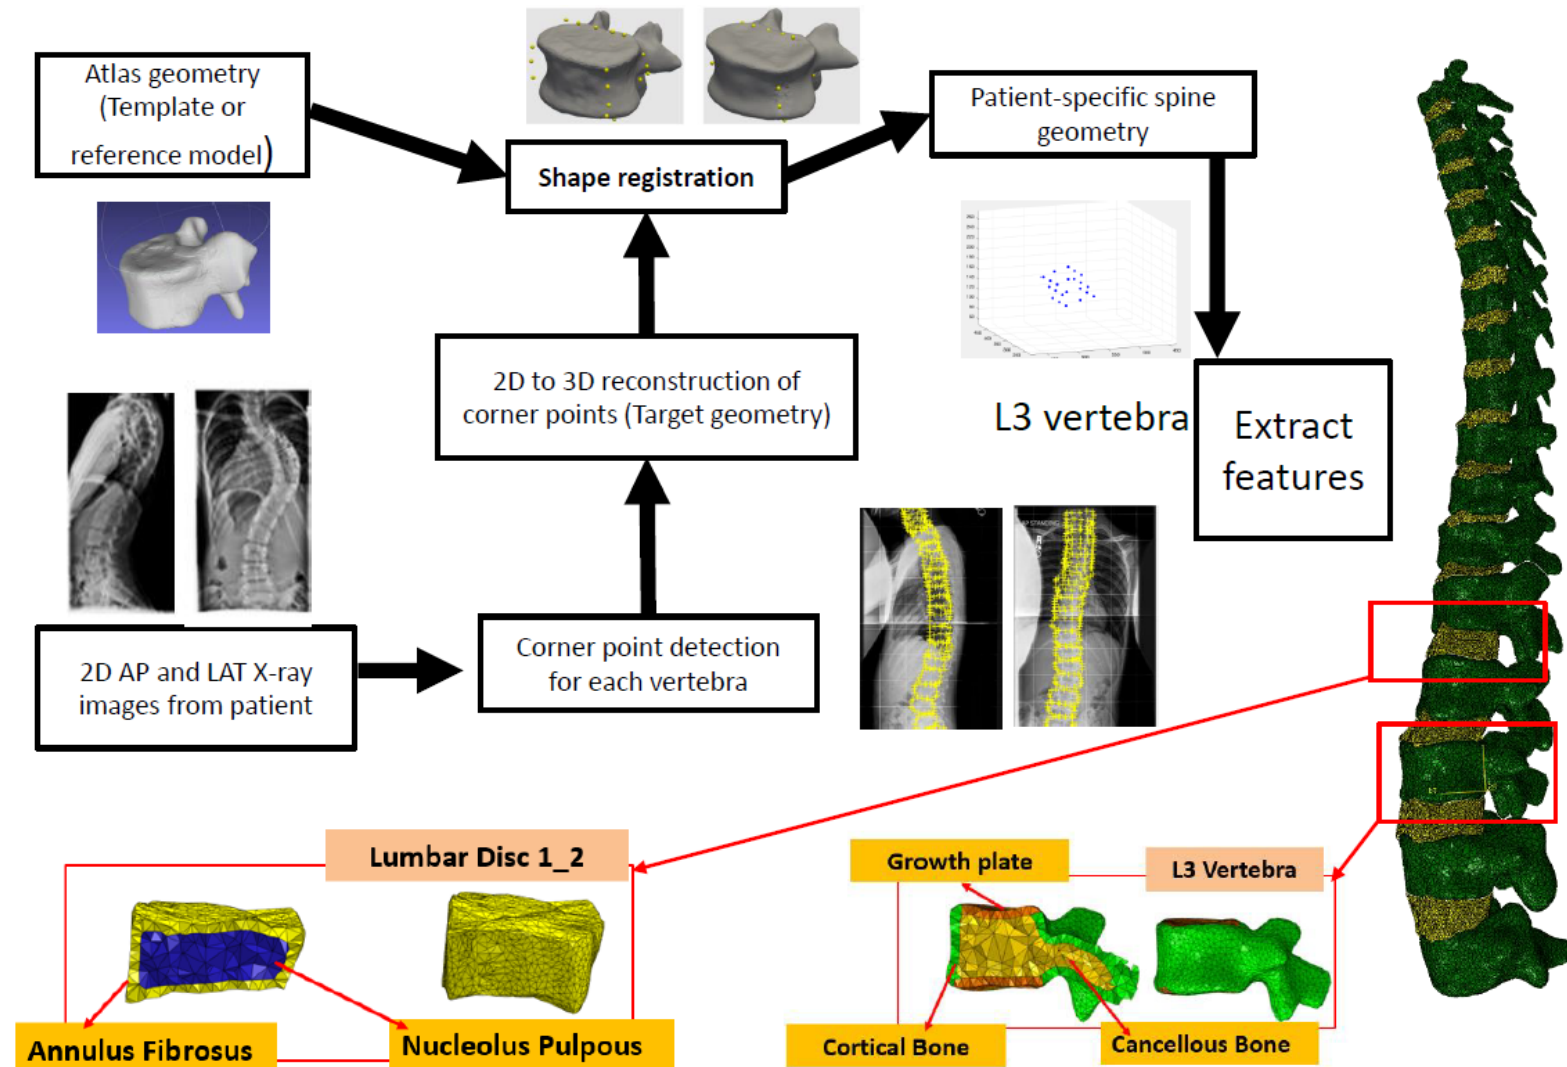 Atlas geometry
(Template or
reference model)
Shape registration
Patient-specific spine
geometry
2D to 3D reconstruction of
corner points (Target geometry)
L3 vertebra
Extract
features
2D AP and LAT X-ray
images from patient
Corner point detection
for each vertebra
AP STANDING
Lumbar Disc 1_2
Annulus Fibrosus
Nucleolus Pulpous
Growth plate
L3 Vertebra
Cortical Bone
Cancellous Bone